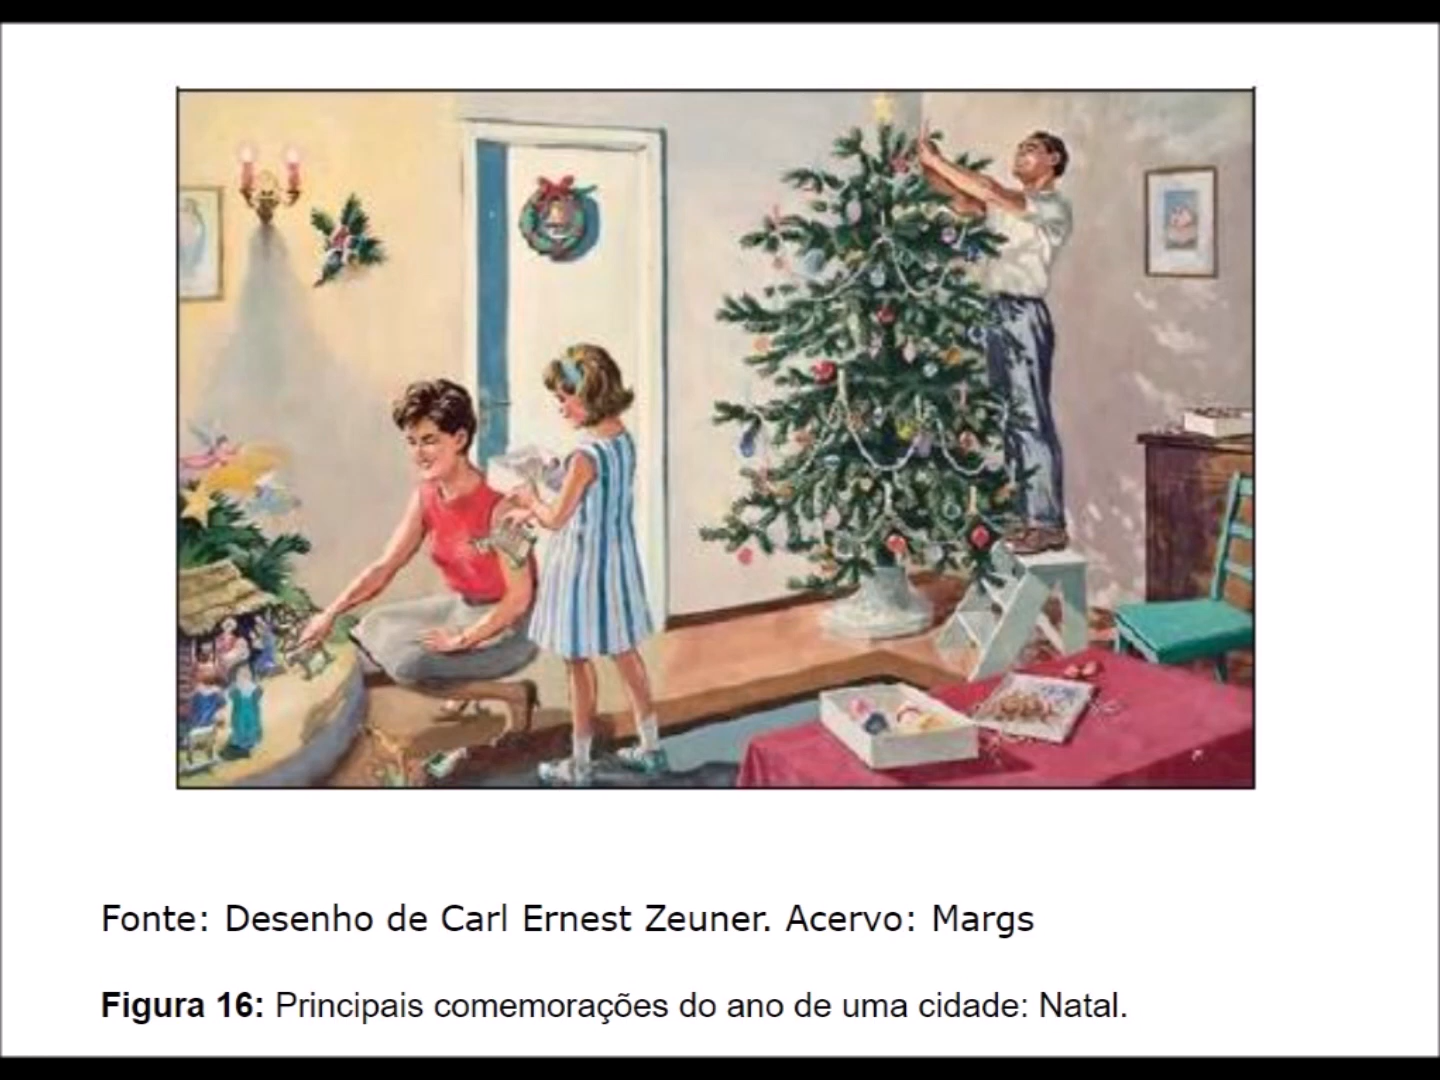 Fonte: Desenho de Carl Ernest Zeuner. Acervo: Margs
Figura 16: Principais comemorações do ano de uma cidade: Natal.